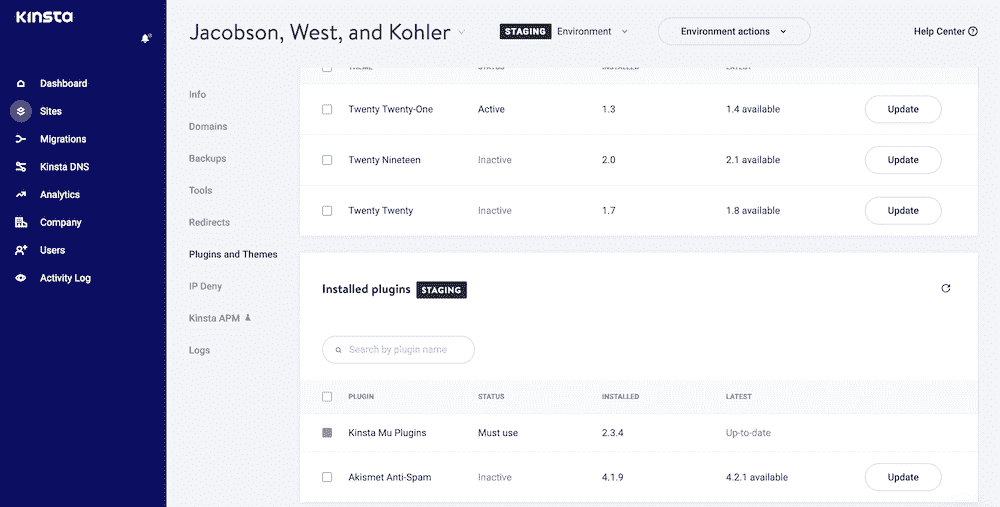 KINSTA
Jacobson, West, and Kohler
STAGING Environment
Environment actions
Help Center
Dashboard
Sites
Migrations
Kinsta DNS
Analytics
Company
Users
Activity Log
Info
Domains
Backups
Tools
Redirects
Plugins and Themes
IP Deny
Kinsta APM
Logs
THEME STATUS INSTALLED LATEST
Twenty Twenty-One Active 1.3 1.4 available Update
Twenty Nineteen Inactive 2.0 2.1 available Update
Twenty Twenty Inactive 1.7 1.8 available Update
Installed plugins STAGING
Search by plugin name
PLUGIN STATUS INSTALLED LATEST
Kinsta Mu Plugins Must use 2.3.4 Up-to-date
Akismet Anti-Spam Inactive 4.1.9 4.2.1 available Update